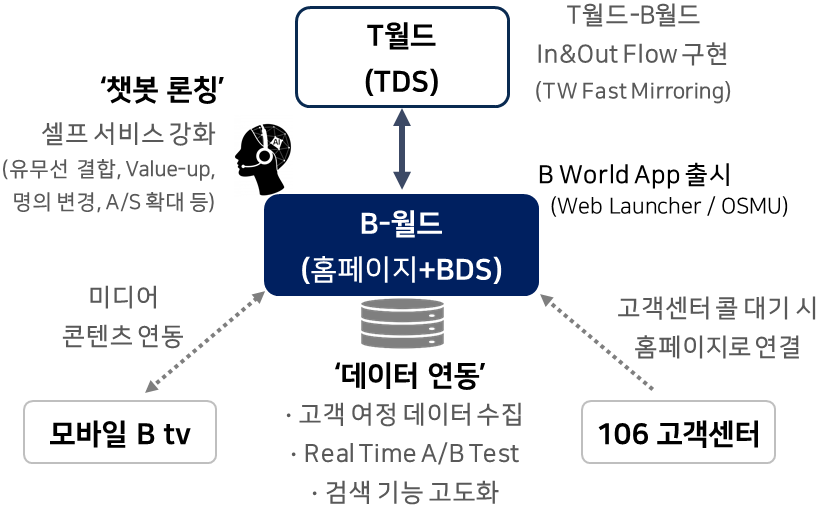 T월드
(TDS)
T월드-B월드
In&Out Flow 구현
(TW Fast Mirroring)
‘챗봇 론칭’
셀프 서비스 강화
(유무선 결합, Value-up,
명의 변경, A/S 확대 등)
AI
B World App 출시
(Web Launcher / OSMU)
B-월드
(홈페이지+BDS)
미디어
콘텐츠 연동
고객센터 콜 대기 시
홈페이지로 연결
‘데이터 연동’
· 고객 여정 데이터 수집
· Real Time A/B Test
· 검색 기능 고도화
모바일 B tv
106 고객센터